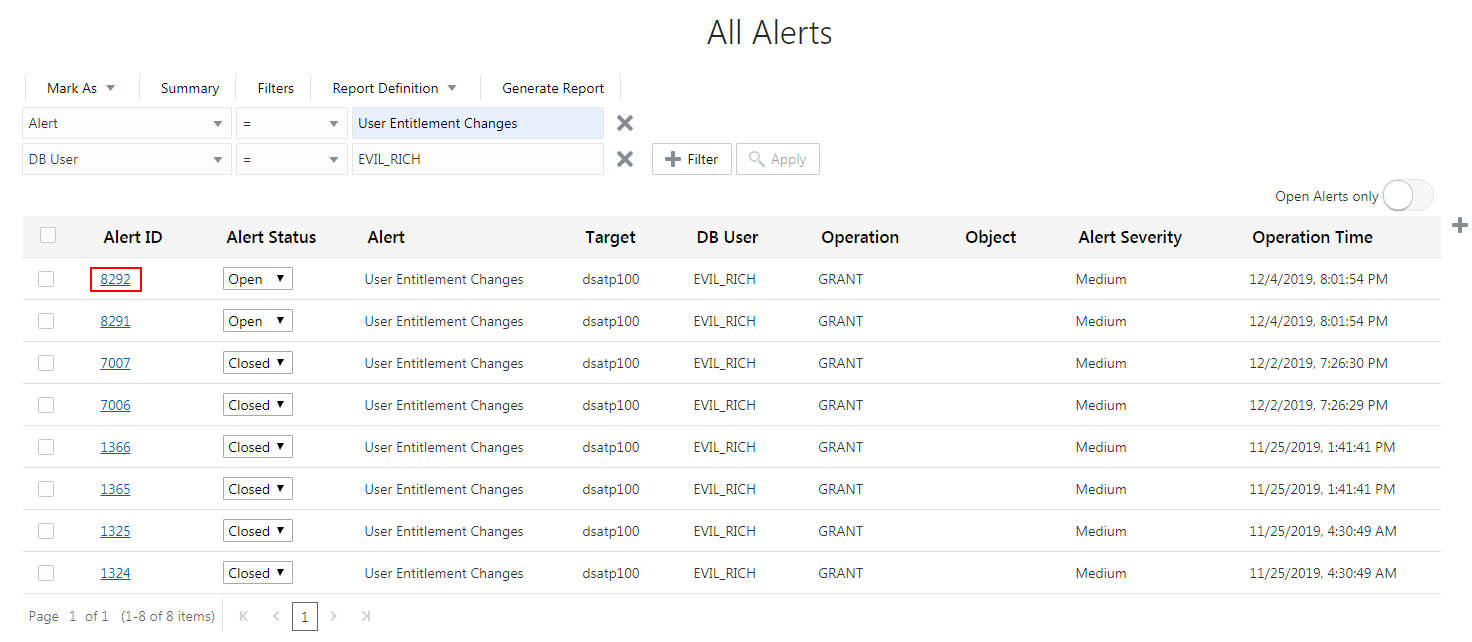 All Alerts
Mark As Summary Filters Report Definition Generate Report
Alert = User Entitlement Changes
DB User = EVIL_RICH Filter Apply
Open Alerts only
Alert ID Alert Status Alert Target DB User Operation Object Alert Severity Operation Time
8292 Open User Entitlement Changes dsatp100 EVIL_RICH GRANT Medium 12/4/2019, 8:01:54 PM
8291 Open User Entitlement Changes dsatp100 EVIL_RICH GRANT Medium 12/4/2019, 8:01:54 PM
7007 Closed User Entitlement Changes dsatp100 EVIL_RICH GRANT Medium 12/2/2019, 7:26:30 PM
7006 Closed User Entitlement Changes dsatp100 EVIL_RICH GRANT Medium 12/2/2019, 7:26:29 PM
1366 Closed User Entitlement Changes dsatp100 EVIL_RICH GRANT Medium 11/25/2019, 1:41:41 PM
1365 Closed User Entitlement Changes dsatp100 EVIL_RICH GRANT Medium 11/25/2019, 1:41:41 PM
1325 Closed User Entitlement Changes dsatp100 EVIL_RICH GRANT Medium 11/25/2019, 4:30:49 AM
1324 Closed User Entitlement Changes dsatp100 EVIL_RICH GRANT Medium 11/25/2019, 4:30:49 AM
Page 1 of 1 (1-8 of 8 items) 1